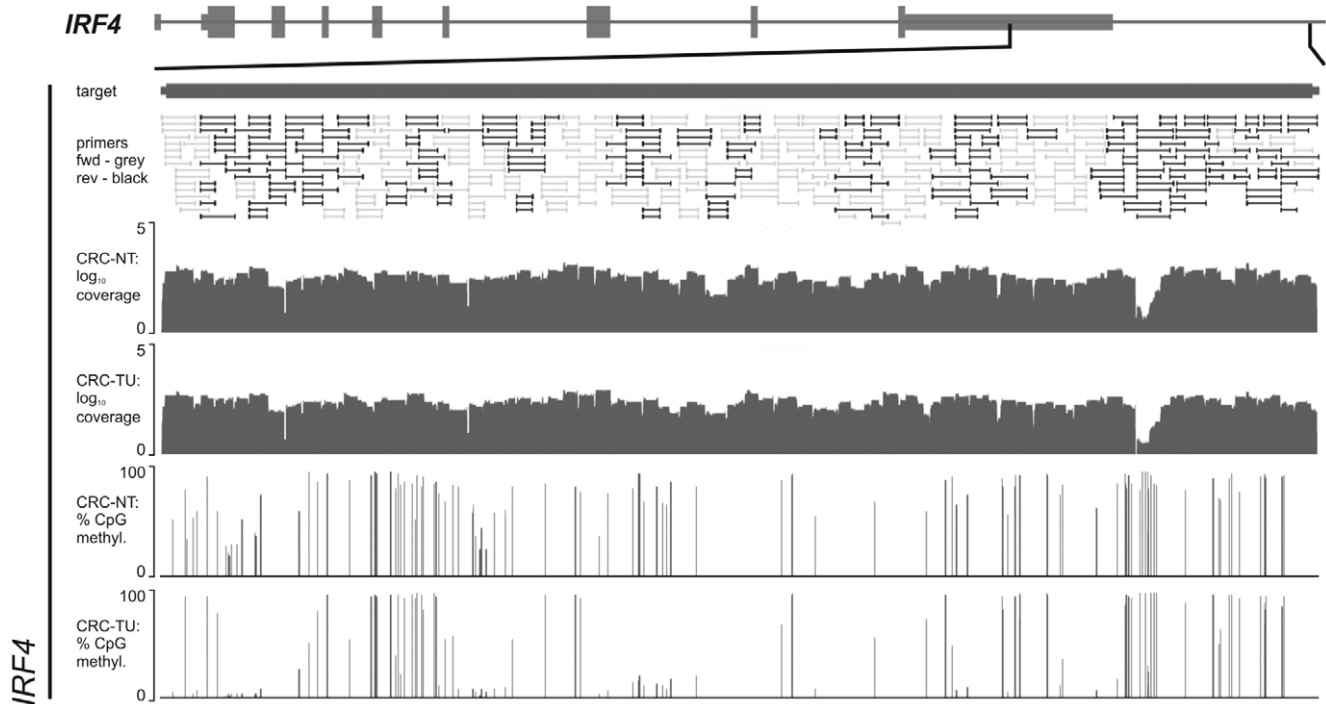 IRF4
target
primers
fwd - grey
rev - black
5
CRC-NT:
log₁₀
coverage
0
5
CRC-TU:
log₁₀
coverage
0
100
CRC-NT:
% CpG
methyl.
0
100
CRC-TU:
% CpG
methyl.
0
IRF4